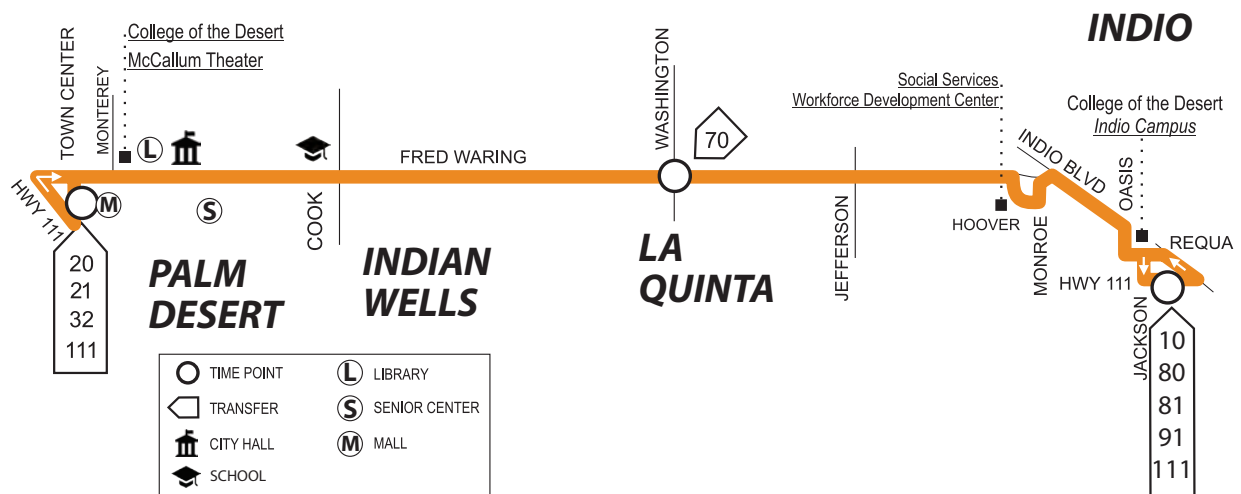 INDIO
TOWN CENTER
MONTEREY
College of the Desert
McCallum Theater
WASHINGTON
70
Social Services
Workforce Development Center
College of the Desert
Indio Campus
L
FRED WARING
INDIO BLVD
OASIS
HWY 111
M
S
COOK
HOOVER
MONROE
REQUA
JEFFERSON
HWY 111
JACKSON
20
21
32
111
PALM
DESERT
INDIAN
WELLS
LA
QUINTA
10
80
81
91
111
TIME POINT
TRANSFER
CITY HALL
SCHOOL
L LIBRARY
S SENIOR CENTER
M MALL